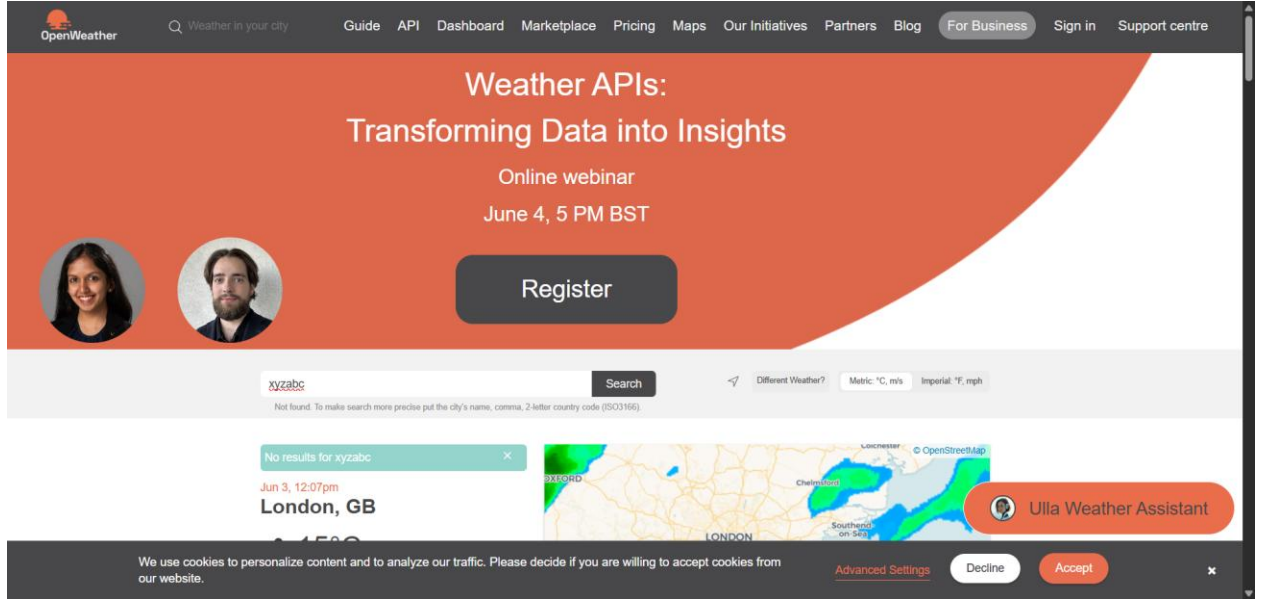 OpenWeather
Weather in your city
Guide API Dashboard Marketplace Pricing Maps Our Initiatives Partners Blog For Business Sign in Support centre
Weather APIs:
Transforming Data into Insights
Online webinar
June 4, 5 PM BST
Register
xyzabc
Search
Different Weather?
Metric: °C, m/s
Imperial: °F, mph
Not found. To make search more precise put the city's name, comma, 2-letter country code (ISO3166).
No results for xyzabc ×
Jun 3, 12:07pm
London, GB
15°C
© OpenStreetMap
OXFORD
Chelmsford
Southend-
on-Sea
LONDON
Ulla Weather Assistant
We use cookies to personalize content and to analyze our traffic. Please decide if you are willing to accept cookies from
our website.
Advanced Settings
Decline
Accept
×